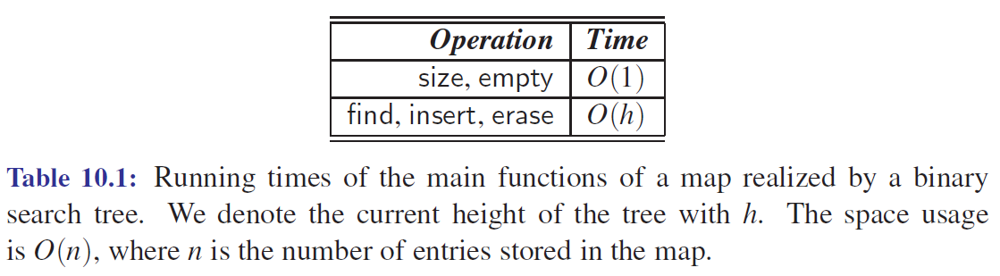 Operation Time
size, empty O(1)
find, insert, erase O(h)
Table 10.1: Running times of the main functions of a map realized by a binary
search tree. We denote the current height of the tree with h. The space usage
is O(n), where n is the number of entries stored in the map.